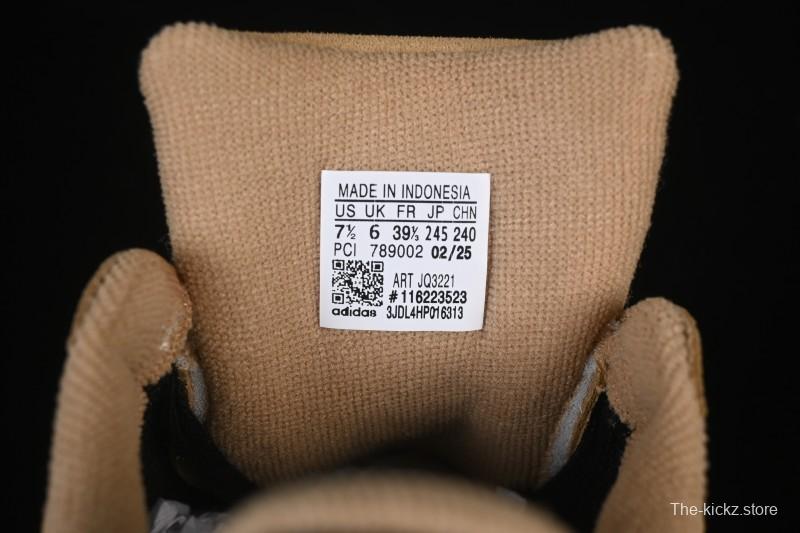 MADE IN INDONESIA
US UK FR JP CHN
7½ 6 39⅓ 245 240
PCI 789002 02/25
ART JQ3221
#116223523
adidas 3JDL4HP016313
The-kickz.store